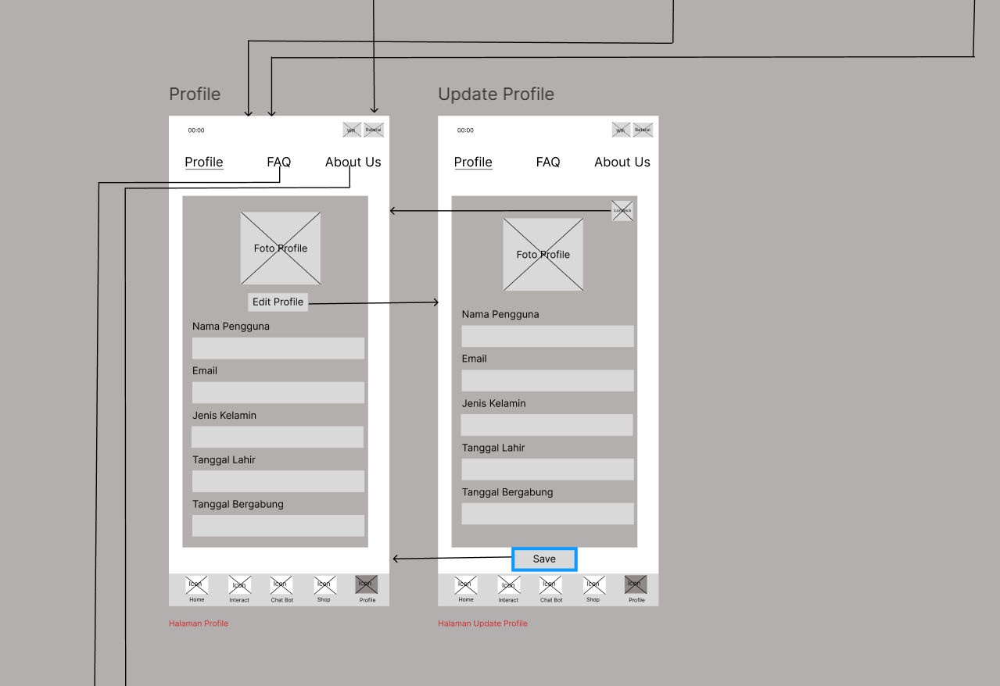 Profile
Update Profile
00:00
Wifi
Baterai
Profile
FAQ
About Us
Foto Profile
Edit Profile
Nama Pengguna
Email
Jenis Kelamin
Tanggal Lahir
Tanggal Bergabung
Icon
Icon
Icon
Icon
Icon
Home
Interact
Chat Bot
Shop
Profile
Halaman Profile
00:00
Wifi
Baterai
Profile
FAQ
About Us
Icon Back
Foto Profile
Nama Pengguna
Email
Jenis Kelamin
Tanggal Lahir
Tanggal Bergabung
Save
Icon
Icon
Icon
Icon
Icon
Home
Interact
Chat Bot
Shop
Profile
Halaman Update Profile